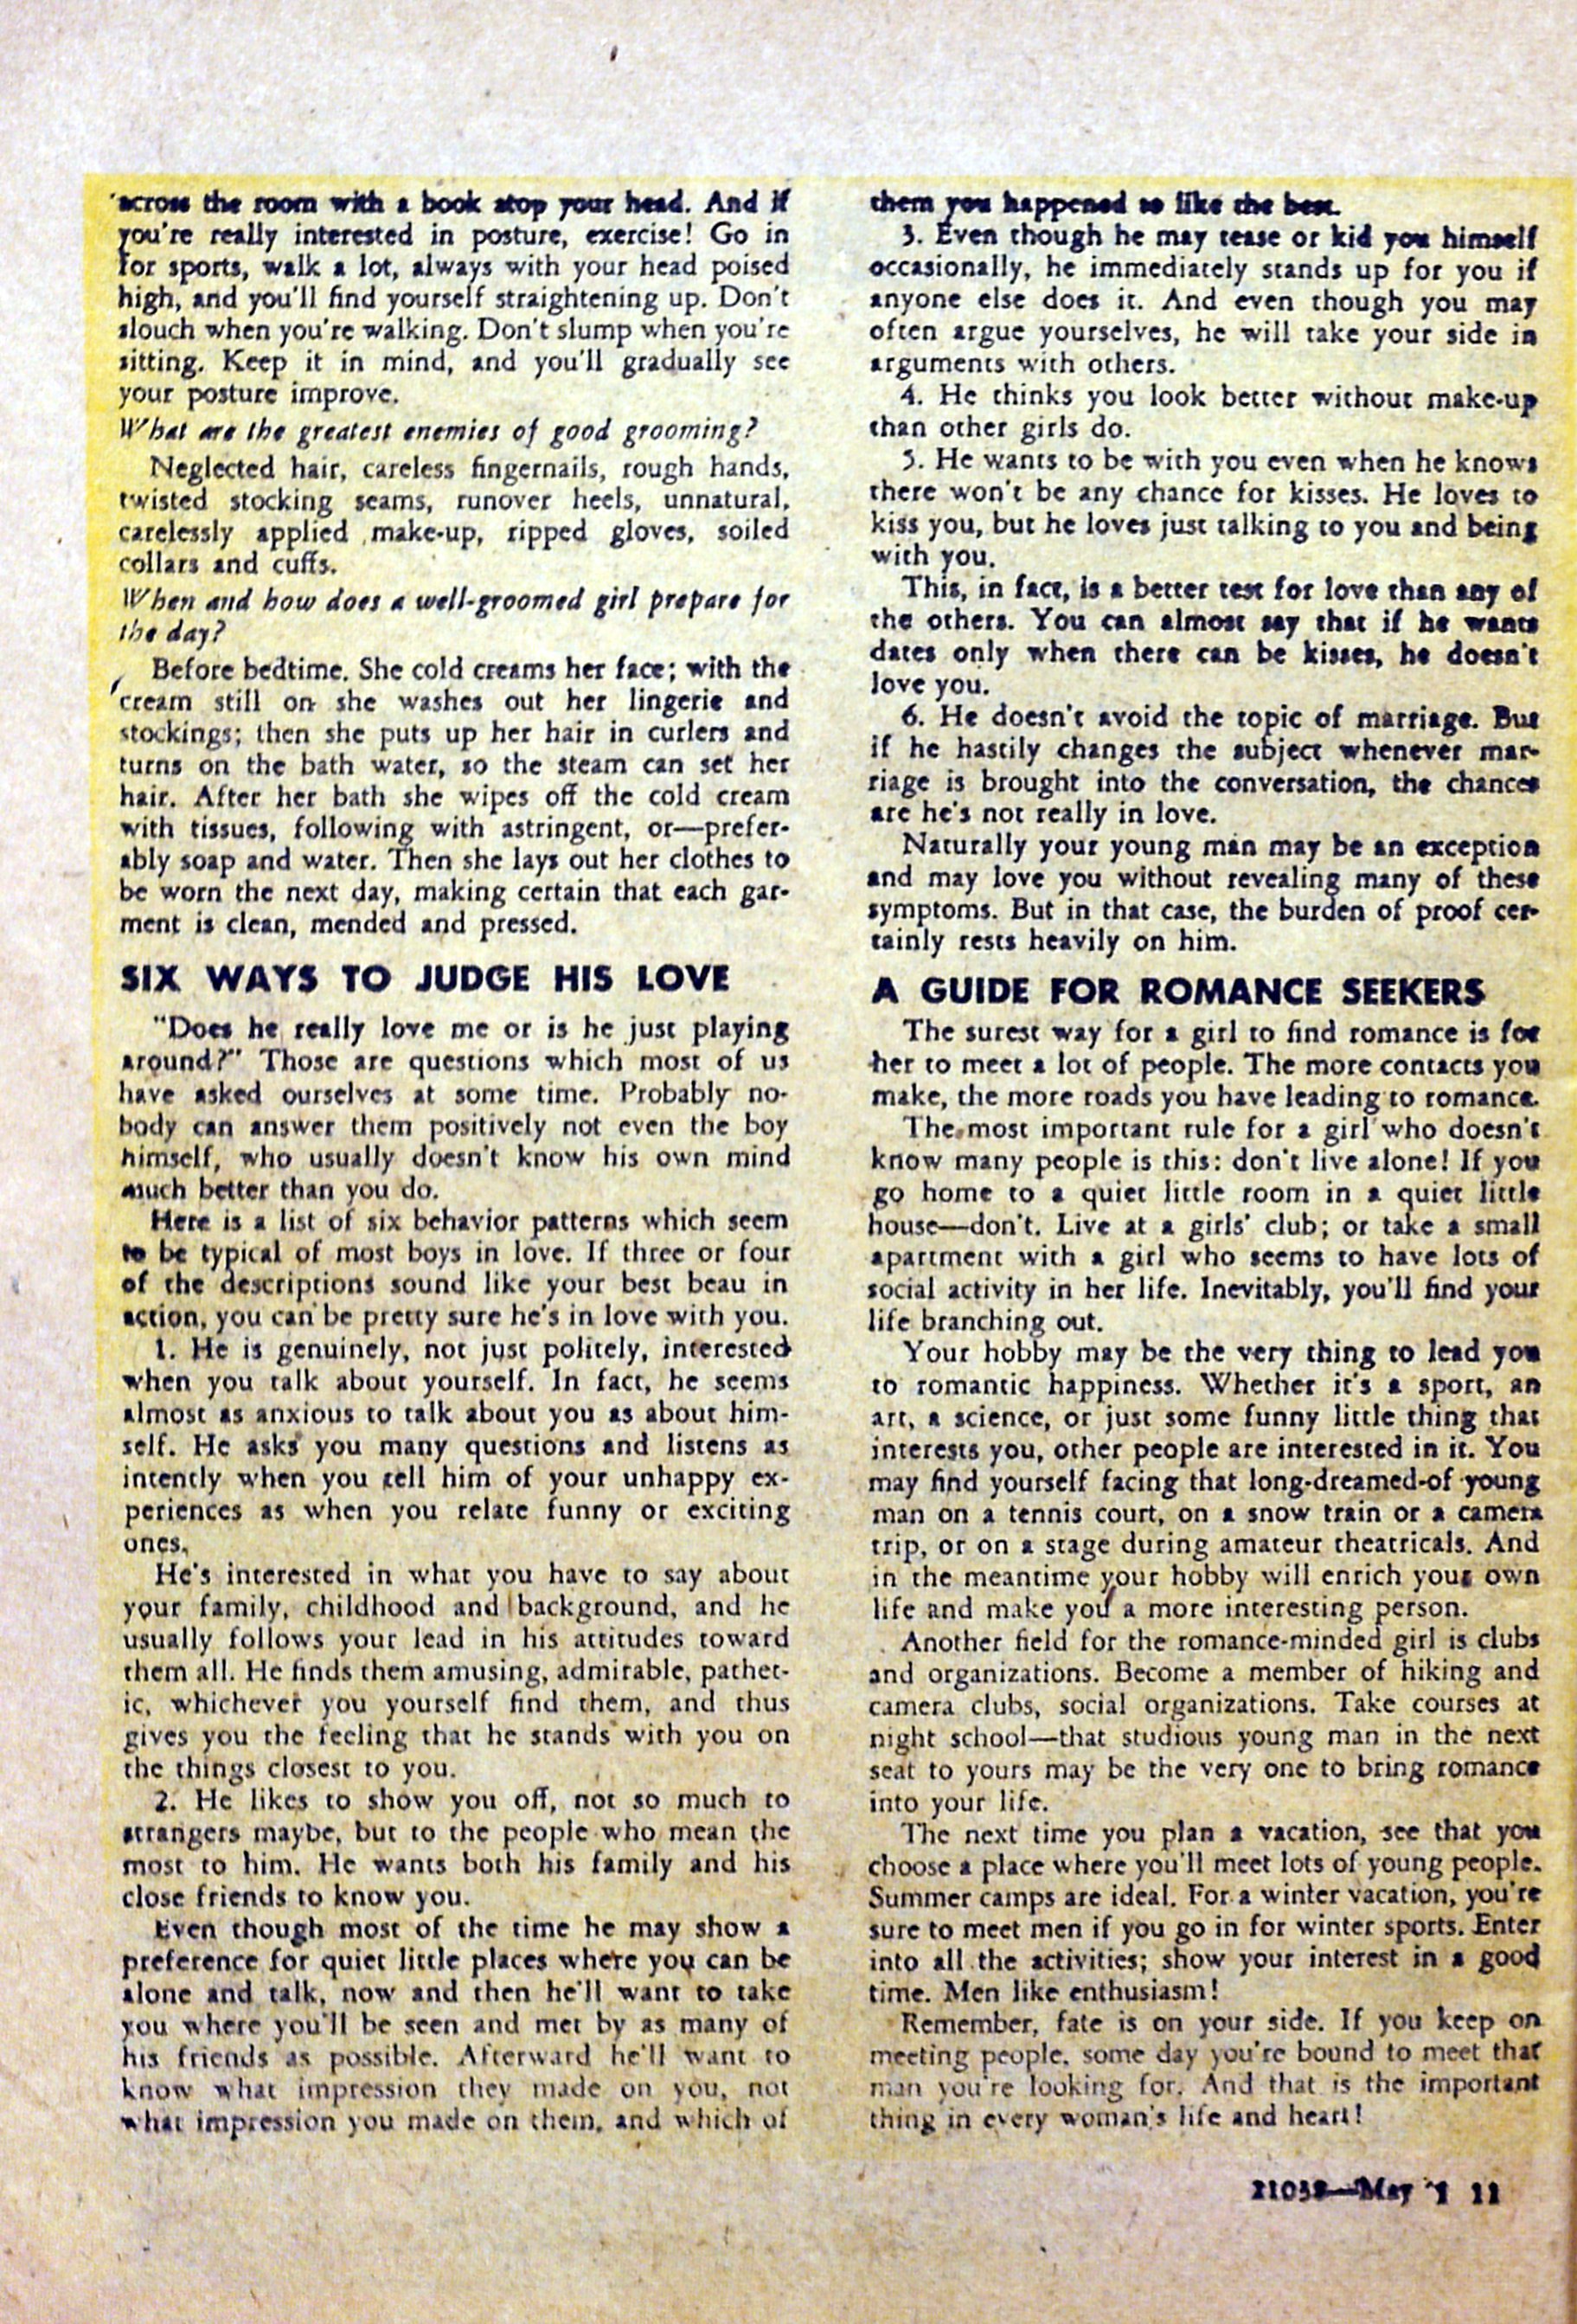 across the room with a book atop your head. And if
you're really interested in posture, exercise! Go in
for sports, walk a lot, always with your head poised
high, and you'll find yourself straightening up. Don't
slouch when you're walking. Don't slump when you're
sitting. Keep it in mind, and you'll gradually see
your posture improve.
What are the greatest enemies of good grooming?
Neglected hair, careless fingernails, rough hands,
twisted stocking seams, runover heels, unnatural,
carelessly applied make-up, ripped gloves, soiled
collars and cuffs.
When and how does a well-groomed girl prepare for
the day?
Before bedtime. She cold creams her face; with the
cream still on she washes out her lingerie and
stockings; then she puts up her hair in curlers and
turns on the bath water, so the steam can set her
hair. After her bath she wipes off the cold cream
with tissues, following with astringent, or—prefer-
ably soap and water. Then she lays out her clothes to
be worn the next day, making certain that each gar-
ment is clean, mended and pressed.
SIX WAYS TO JUDGE HIS LOVE
"Does he really love me or is he just playing
around?" Those are questions which most of us
have asked ourselves at some time. Probably no-
body can answer them positively not even the boy
himself, who usually doesn't know his own mind
much better than you do.
Here is a list of six behavior patterns which seem
to be typical of most boys in love. If three or four
of the descriptions sound like your best beau in
action, you can be pretty sure he's in love with you.
1. He is genuinely, not just politely, interested
when you talk about yourself. In fact, he seems
almost as anxious to talk about you as about him-
self. He asks you many questions and listens as
intently when you tell him of your unhappy ex-
periences as when you relate funny or exciting
ones.
He's interested in what you have to say about
your family, childhood and background, and he
usually follows your lead in his attitudes toward
them all. He finds them amusing, admirable, pathet-
ic, whichever you yourself find them, and thus
gives you the feeling that he stands with you on
the things closest to you.
2. He likes to show you off, not so much to
strangers maybe, but to the people who mean the
most to him. He wants both his family and his
close friends to know you.
Even though most of the time he may show a
preference for quiet little places where you can be
alone and talk, now and then he'll want to take
you where you'll be seen and met by as many of
his friends as possible. Afterward he'll want to
know what impression they made on you, not
what impression you made on them, and which of
them you happened to like the best.
3. Even though he may tease or kid you himself
occasionally, he immediately stands up for you if
anyone else does it. And even though you may
often argue yourselves, he will take your side in
arguments with others.
4. He thinks you look better without make-up
than other girls do.
5. He wants to be with you even when he knows
there won't be any chance for kisses. He loves to
kiss you, but he loves just talking to you and being
with you.
This, in fact, is a better test for love than any of
the others. You can almost say that if he wants
dates only when there can be kisses, he doesn't
love you.
6. He doesn't avoid the topic of marriage. But
if he hastily changes the subject whenever mar-
riage is brought into the conversation, the chances
are he's not really in love.
Naturally your young man may be an exception
and may love you without revealing many of these
symptoms. But in that case, the burden of proof cer-
tainly rests heavily on him.
A GUIDE FOR ROMANCE SEEKERS
The surest way for a girl to find romance is for
her to meet a lot of people. The more contacts you
make, the more roads you have leading to romance.
The most important rule for a girl who doesn't
know many people is this: don't live alone! If you
go home to a quiet little room in a quiet little
house—don't. Live at a girls' club; or take a small
apartment with a girl who seems to have lots of
social activity in her life. Inevitably, you'll find your
life branching out.
Your hobby may be the very thing to lead you
to romantic happiness. Whether it's a sport, an
art, a science, or just some funny little thing that
interests you, other people are interested in it. You
may find yourself facing that long-dreamed-of young
man on a tennis court, on a snow train or a camera
trip, or on a stage during amateur theatricals. And
in the meantime your hobby will enrich your own
life and make you a more interesting person.
Another field for the romance-minded girl is clubs
and organizations. Become a member of hiking and
camera clubs, social organizations. Take courses at
night school—that studious young man in the next
seat to yours may be the very one to bring romance
into your life.
The next time you plan a vacation, see that you
choose a place where you'll meet lots of young people.
Summer camps are ideal. For a winter vacation, you're
sure to meet men if you go in for winter sports. Enter
into all the activities; show your interest in a good
time. Men like enthusiasm!
Remember, fate is on your side. If you keep on
meeting people, some day you're bound to meet that
man you're looking for. And that is the important
thing in every woman's life and heart!
May 11